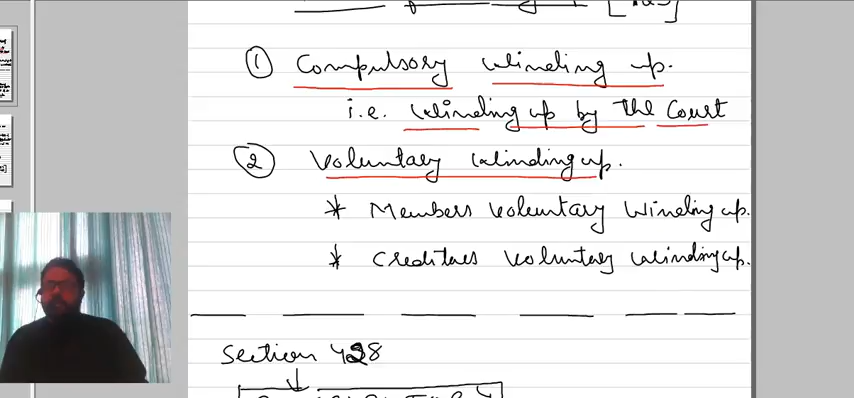 ① Compulsory winding up.
i.e. winding up by the Court
② Voluntary winding up.
* Members Voluntary Winding up.
* Creditors Voluntary winding up.
Section